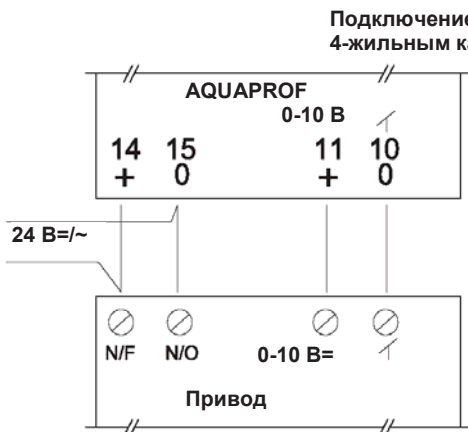 Подключение
4-жильным ка
AQUAPROF
0-10 В
14 15 11 10
+ 0 + 0
24 В=/~
N/F N/O 0-10 В=
Привод